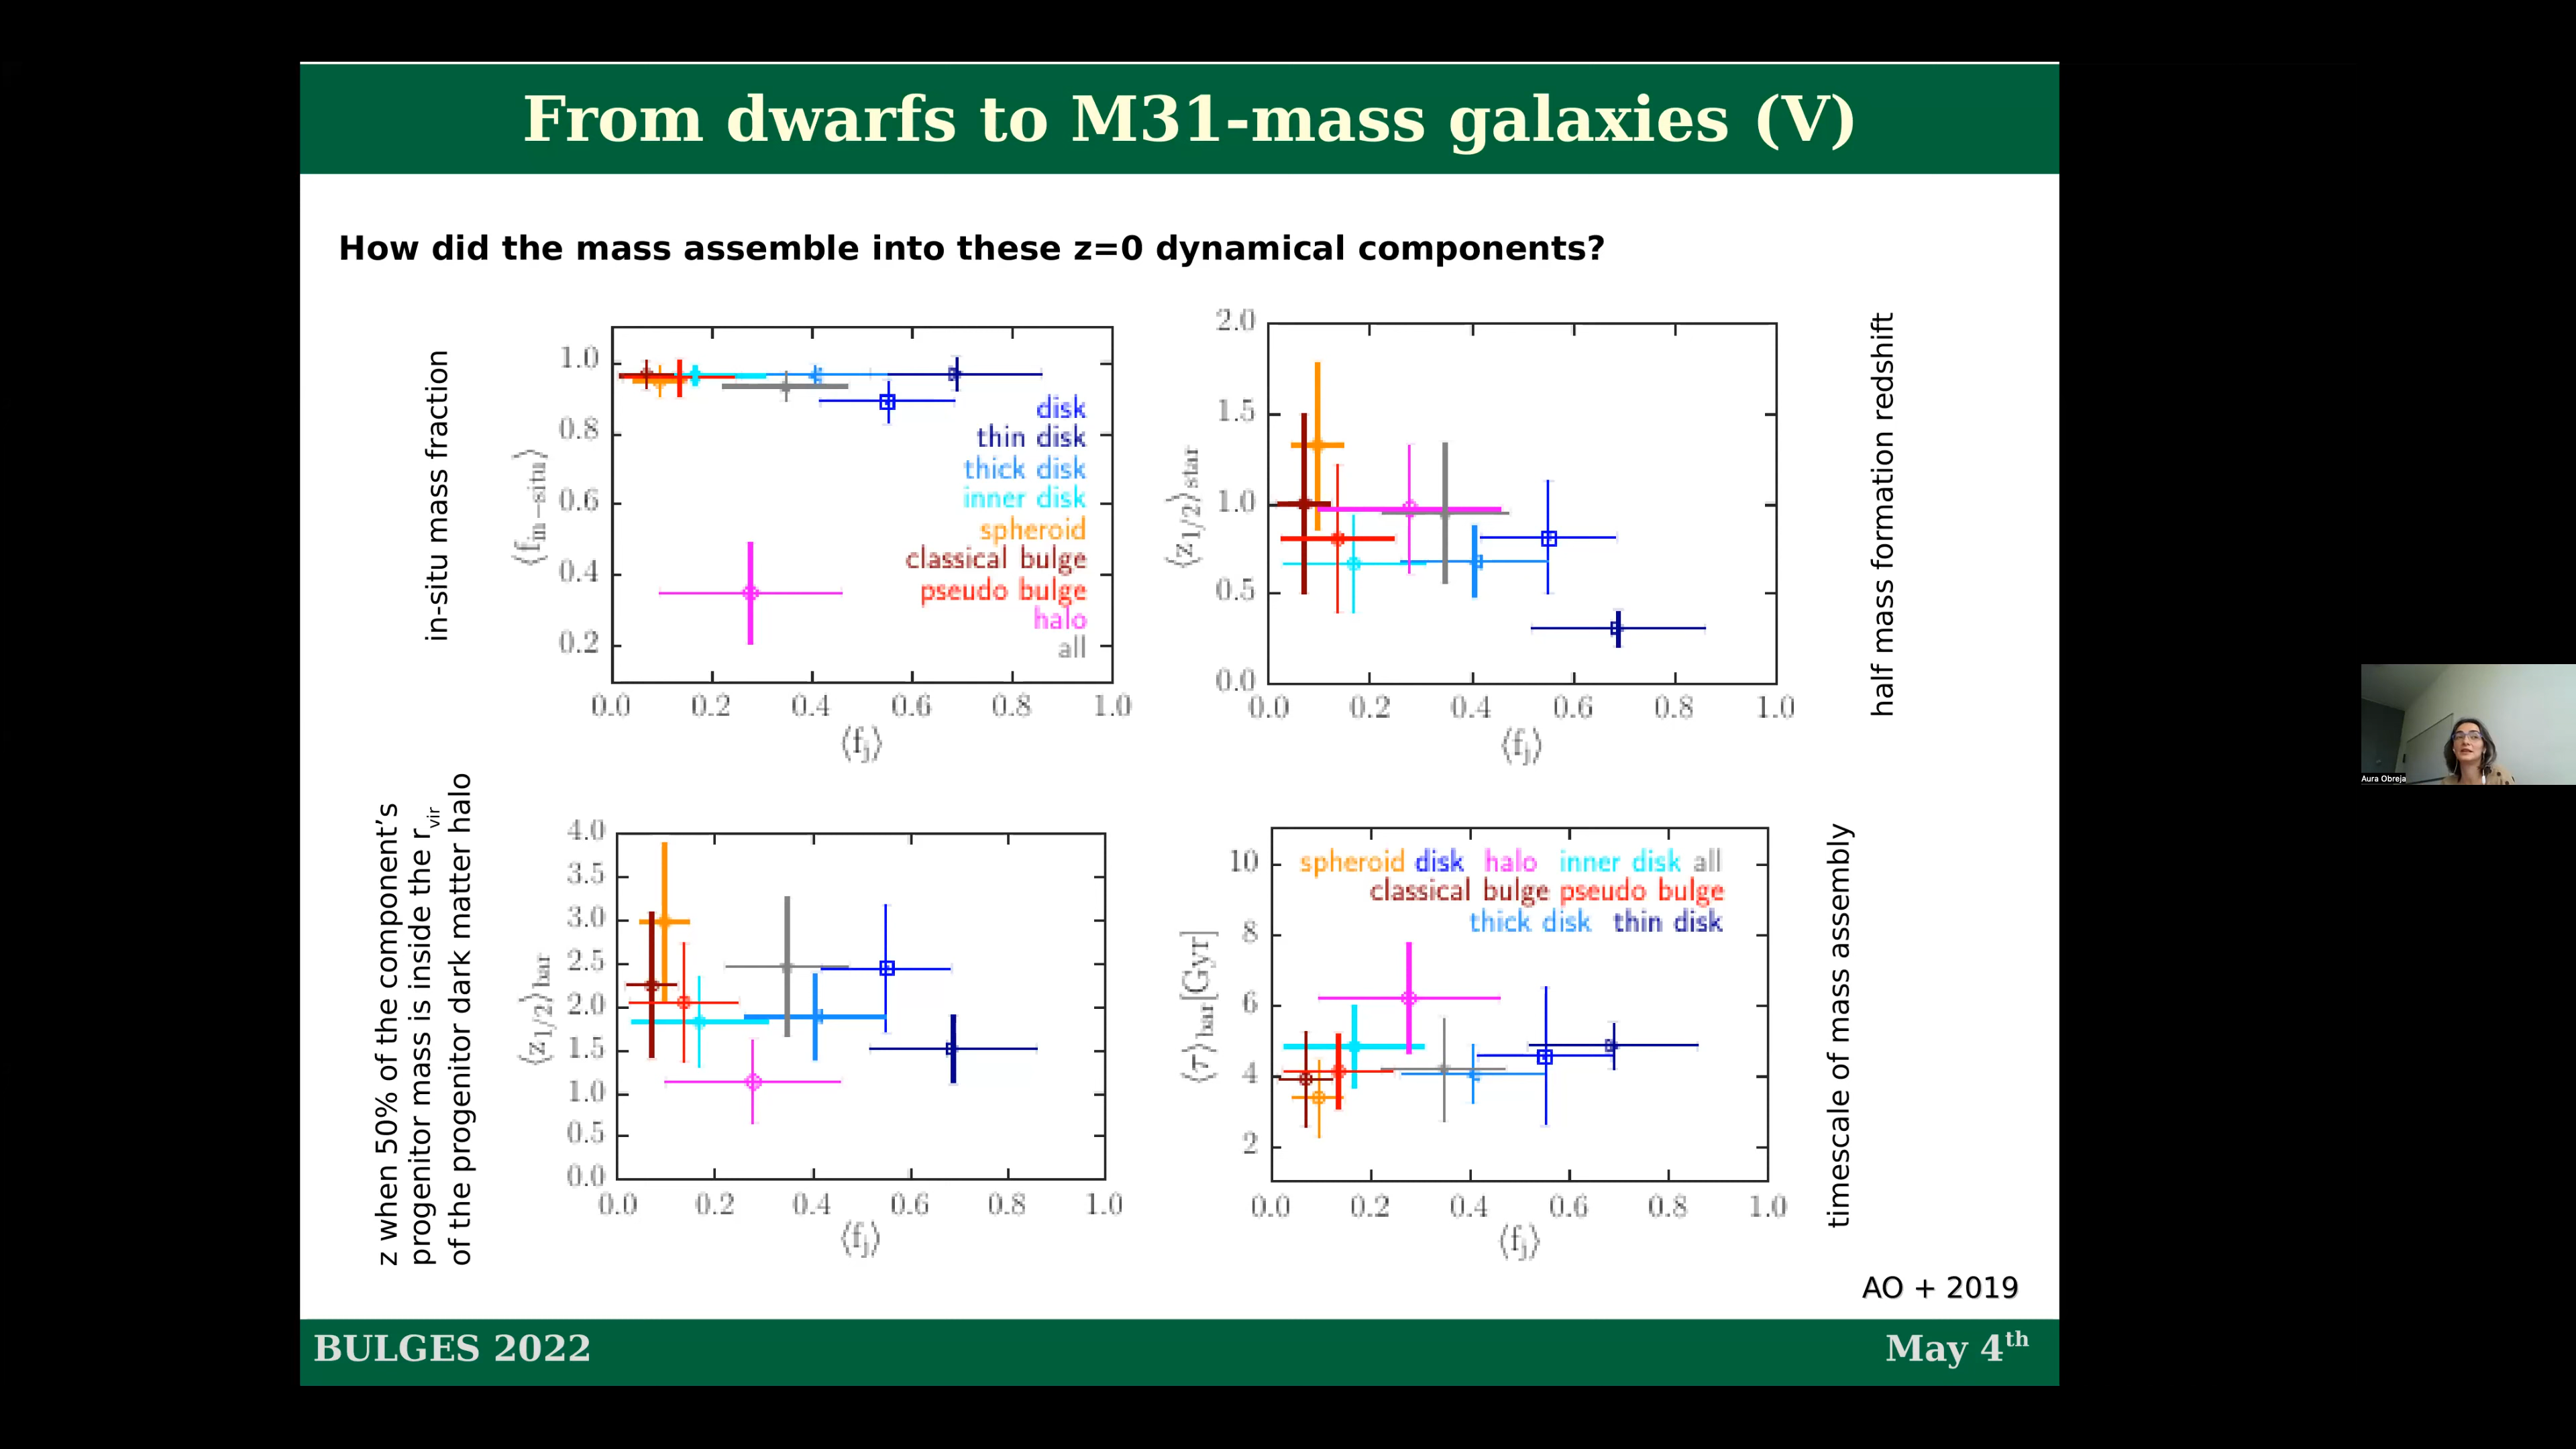 From dwarfs to M31-mass galaxies (V)
How did the mass assemble into these z=0 dynamical components?
in-situ mass fraction
⟨f_in−situ⟩
1.0
0.8
0.6
0.4
0.2
disk
thin disk
thick disk
inner disk
spheroid
classical bulge
pseudo bulge
halo
all
0.0 0.2 0.4 0.6 0.8 1.0
⟨f_j⟩
⟨z_1/2⟩_star
2.0
1.5
1.0
0.5
0.0
0.0 0.2 0.4 0.6 0.8 1.0
⟨f_j⟩
half mass formation redshift
z when 50% of the component’s
progenitor mass is inside the r_vir
of the progenitor dark matter halo
⟨z_1/2⟩_bar
4.0
3.5
3.0
2.5
2.0
1.5
1.0
0.5
0.0
0.0 0.2 0.4 0.6 0.8 1.0
⟨f_j⟩
⟨τ⟩_bar[Gyr]
10
8
6
4
2
spheroid disk halo inner disk all
classical bulge pseudo bulge
thick disk thin disk
0.0 0.2 0.4 0.6 0.8 1.0
⟨f_j⟩
timescale of mass assembly
AO + 2019
BULGES 2022
May 4th
Aura Obreja